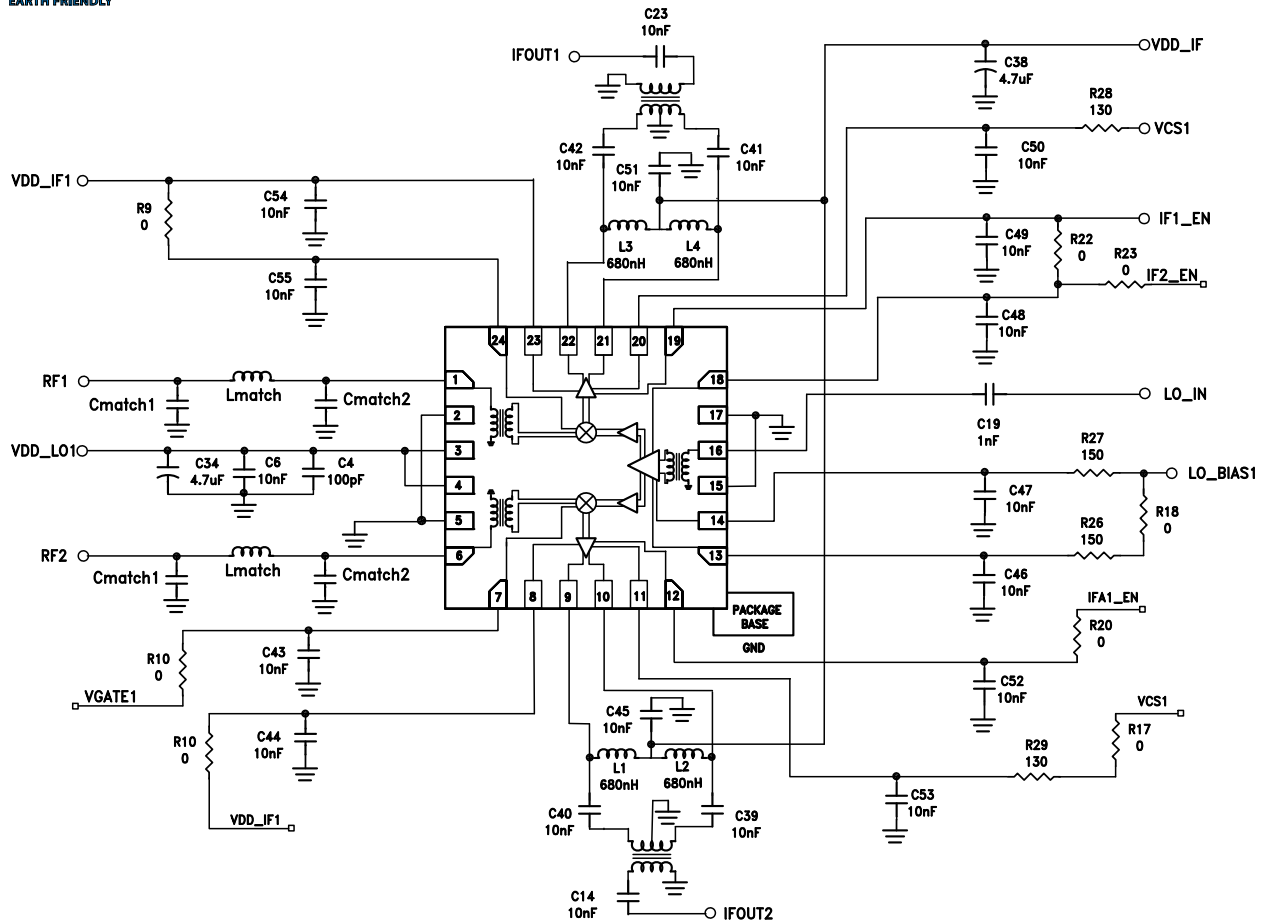 EARTH FRIENDLY
C23
10nF
IFOUT1
VDD_IF
C38
4.7uF
R28
130
VCS1
C50
10nF
C42
10nF
C51
10nF
C41
10nF
VDD_IF1
C54
10nF
R9
0
L3
680nH
L4
680nH
IF1_EN
C49
10nF
R22
0
R23
0
IF2_EN
C55
10nF
C48
10nF
24
23
22
21
20
19
RF1
Lmatch
Cmatch1
Cmatch2
1
18
LO_IN
C19
1nF
2
17
VDD_LO1
C34
4.7uF
C6
10nF
C4
100pF
3
16
4
15
R27
150
LO_BIAS1
C47
10nF
R18
0
5
14
R26
150
RF2
Lmatch
Cmatch1
Cmatch2
6
13
C46
10nF
7
8
9
10
11
12
PACKAGE
BASE
GND
IFA1_EN
R20
0
C43
10nF
R10
0
VGATE1
C52
10nF
VCS1
R17
0
C45
10nF
C44
10nF
R10
0
VDD_IF1
L1
680nH
L2
680nH
R29
130
C53
10nF
C40
10nF
C39
10nF
C14
10nF
IFOUT2